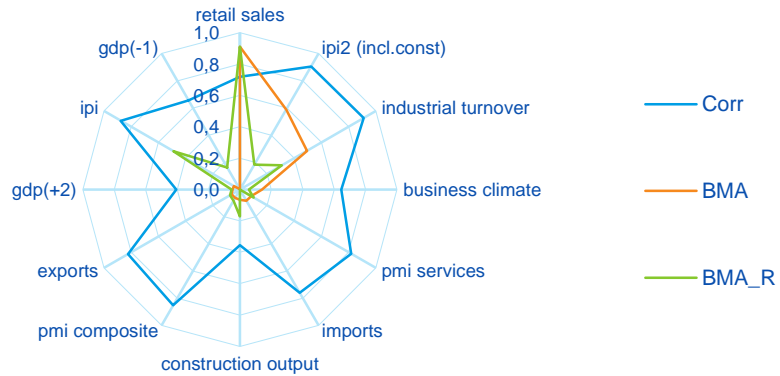 retail sales
1,0
gdp(-1)
ipi2 (incl.const)
0,8
0,6
ipi
industrial turnover
Corr
0,4
0,2
gdp(+2)
0,0
business climate
BMA
exports
pmi services
BMA_R
pmi composite
imports
construction output